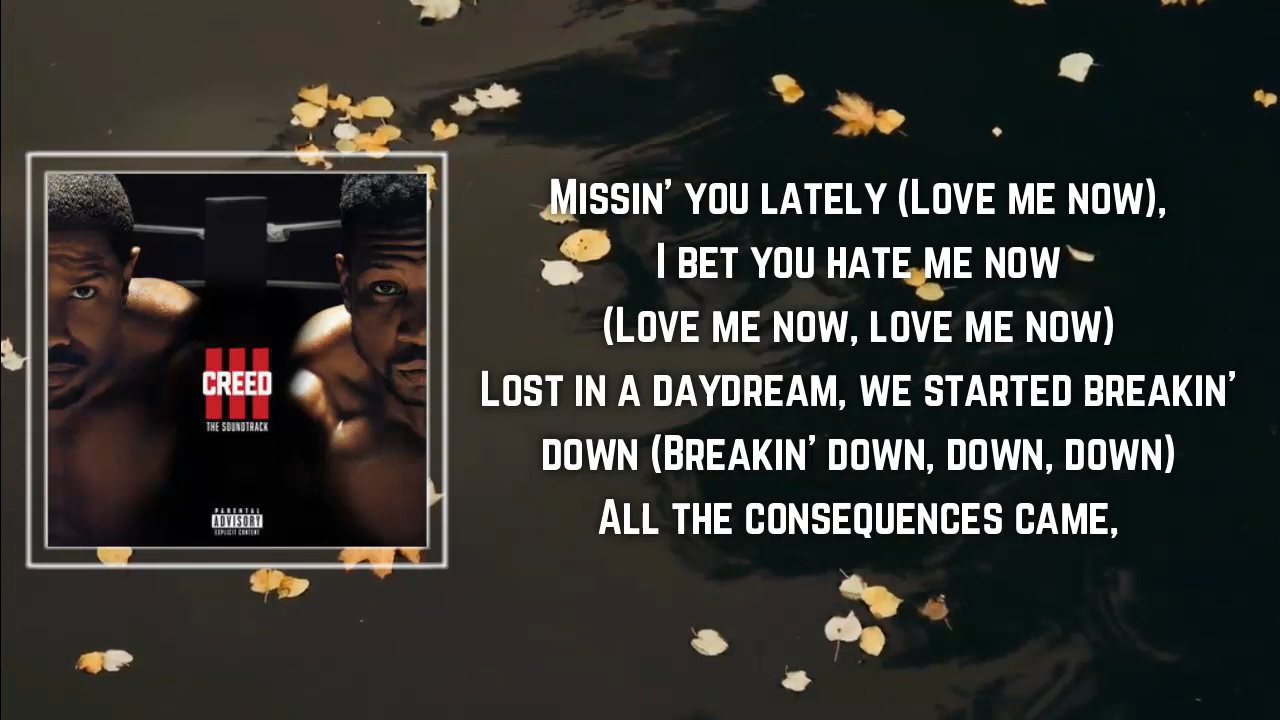 CREED
III
THE SOUNDTRACK
PARENTAL
ADVISORY
EXPLICIT CONTENT
Missin' you lately (Love me now),
I bet you hate me now
(Love me now, love me now)
Lost in a daydream, we started breakin'
down (Breakin' down, down, down)
All the consequences came,